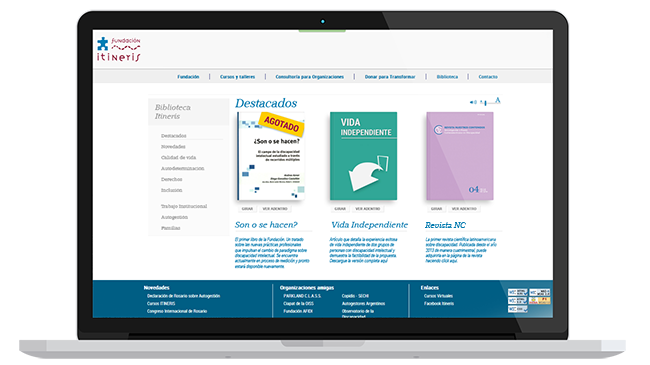 FUNDACIÓN
itineris
Fundación
Cursos y talleres
Consultoría para Organizaciones
Donar para Transformar
Biblioteca
Contacto
Biblioteca
Itineris
Destacados
Novedades
Calidad de vida
Autodeterminación
Derechos
Inclusión
Trabajo Institucional
Autogestión
Familias
Destacados
A
AGOTADO
¿Son o se hacen?
El campo de la discapacidad
intelectual estudiado a través
de recorridos múltiples
VIDA
INDEPENDIENTE
04
VER ADENTRO
VER ADENTRO
VER ADENTRO
Son o se hacen?
El primer libro de la Fundación. Un tratado
sobre las nuevas prácticas profesionales
que impulsan el cambio de paradigma
sobre discapacidad intelectual. Se encuentra
actualmente en proceso de reedición y pronto
estará disponible nuevamente.
Vida Independiente
Artículo que detalla la experiencia exitosa
de vida independiente de dos grupos de
personas con discapacidad intelectual y
demuestra la factibilidad de la propuesta.
Descargue la versión completa aquí
Revista NC
La primer revista científica latinoamericana
sobre discapacidad. Publicada desde el año
2013 de manera cuatrimestral, puede
adquirirla en la página de la revista
haciendo click aquí.
Novedades
Declaración de Rosario sobre Autogestión
Cursos ITINERIS
Congreso Internacional de Rosario
Organizaciones amigas
PARKLAND C.L.A.S.S.
Ciapat de la OISS
Fundación AFIDI
Copidis - SECHI
Autogestores Argentinos
Observatorio de la
Discapacidad
Enlaces
Cursos Virtuales
Facebook Itineris